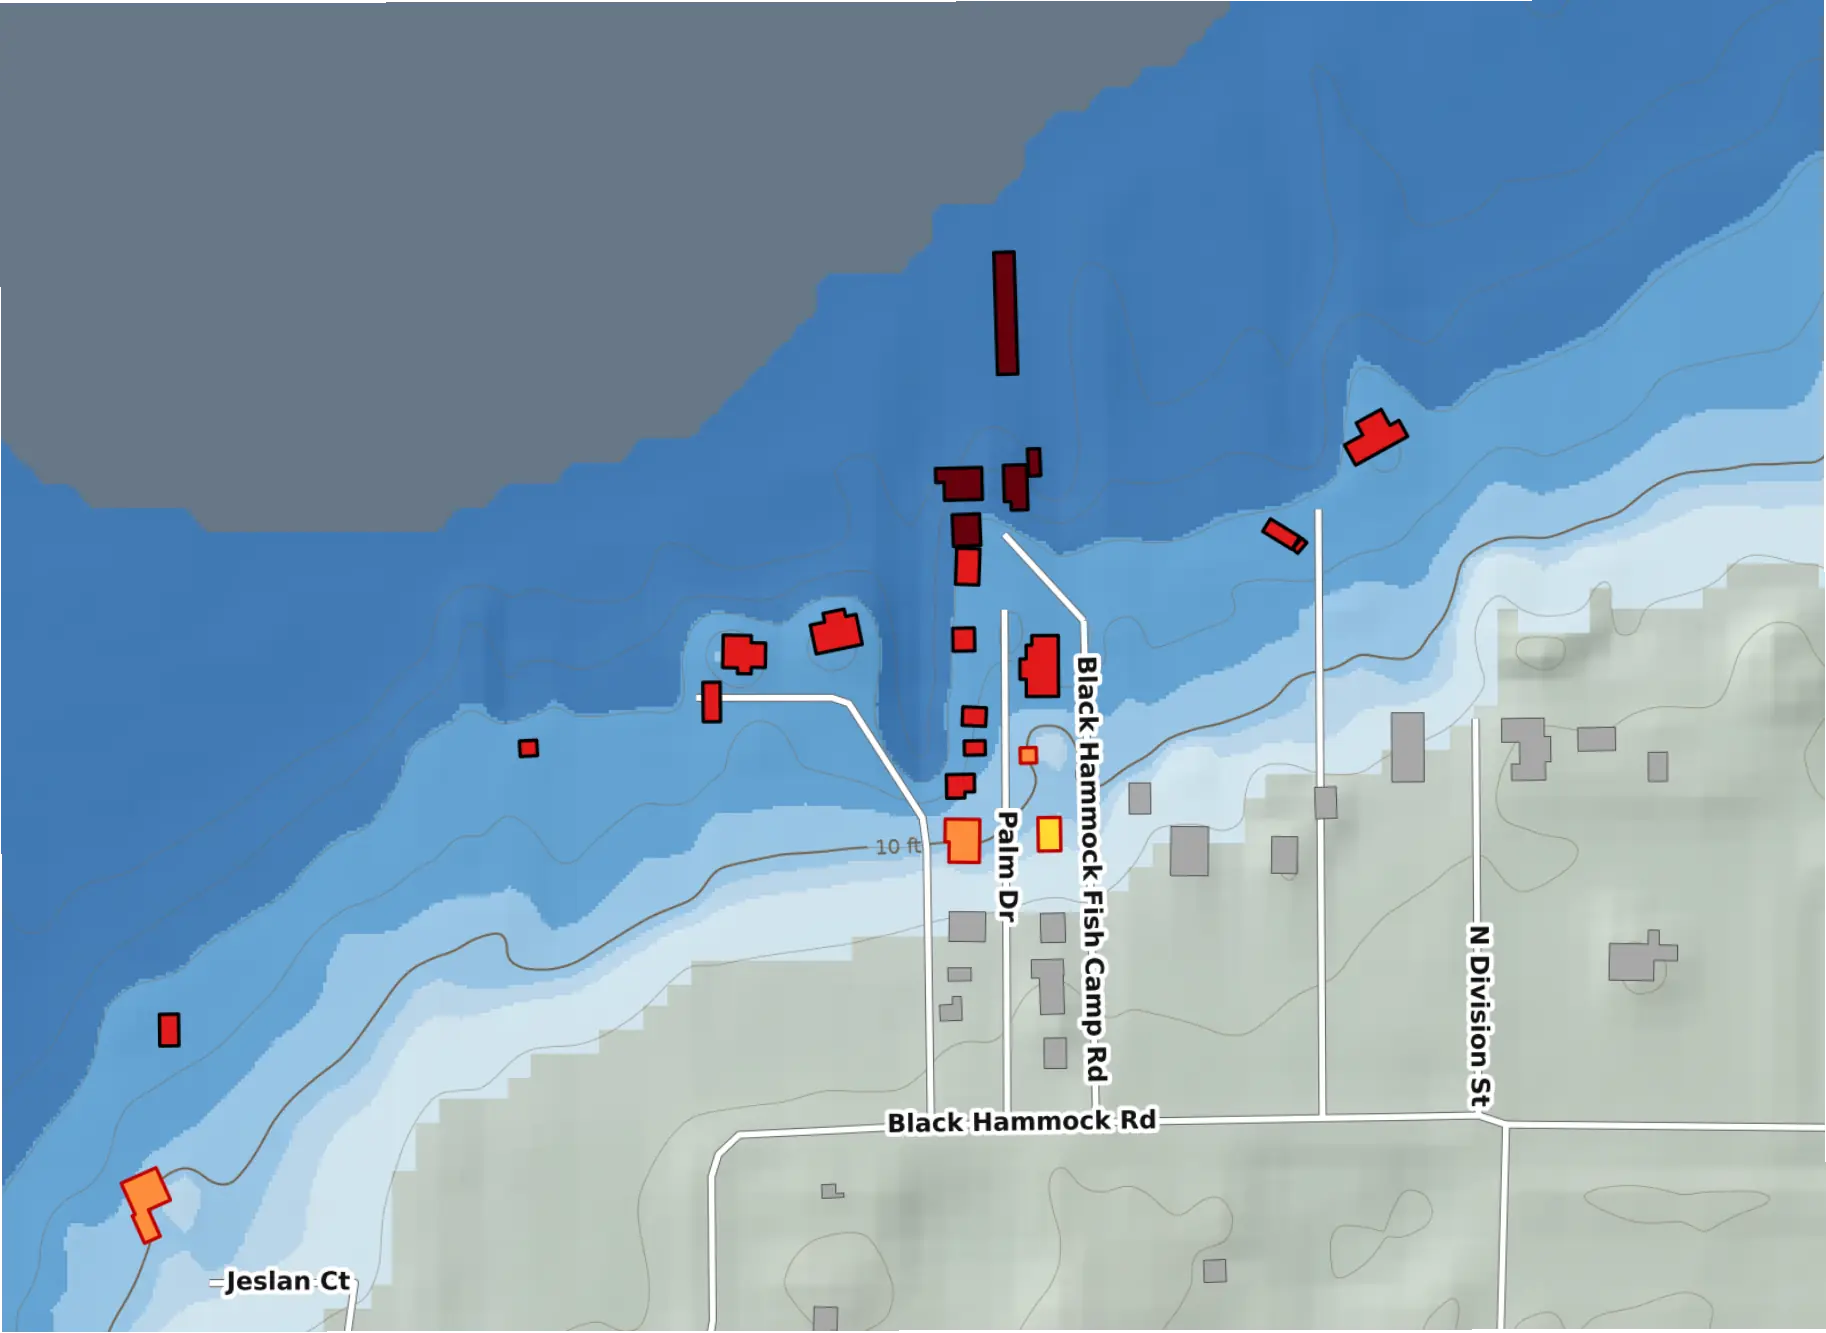 Black Hammock Fish Camp Rd
10 ft
Palm Dr
N Division St
Black Hammock Rd
Jeslan Ct